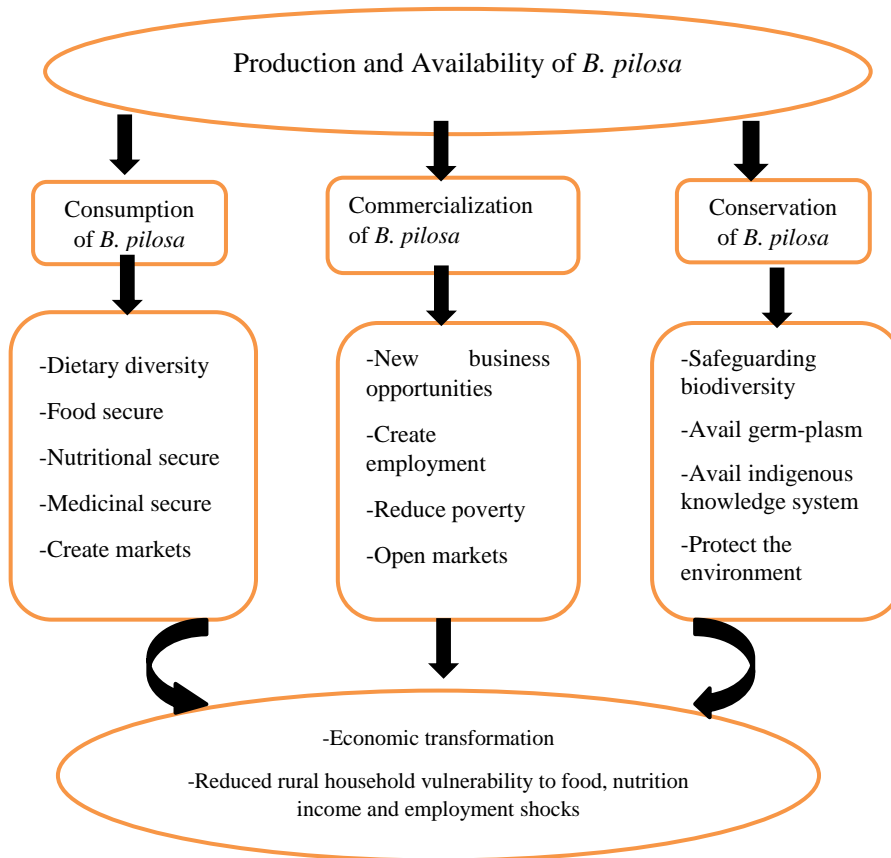 Production and Availability of B. pilosa
Consumption
of B. pilosa
Commercialization
of B. pilosa
Conservation
of B. pilosa
-Dietary diversity
-Food secure
-Nutritional secure
-Medicinal secure
-Create markets
-New business
opportunities
-Create
employment
-Reduce poverty
-Open markets
-Safeguarding
biodiversity
-Avail germ-plasm
-Avail indigenous
knowledge system
-Protect the
environment
-Economic transformation
-Reduced rural household vulnerability to food, nutrition
income and employment shocks